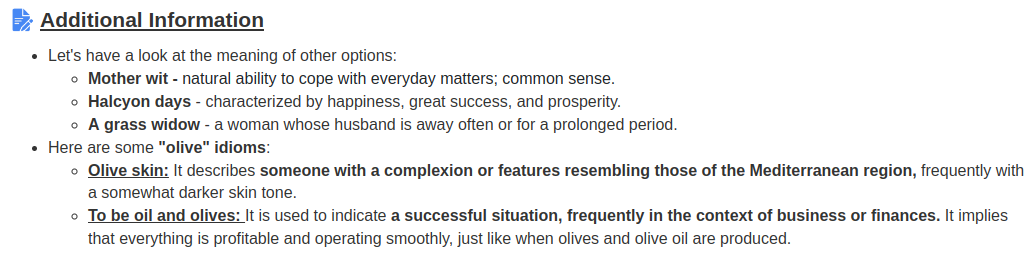 Additional Information
Let's have a look at the meaning of other options:
Mother wit - natural ability to cope with everyday matters; common sense.
Halcyon days - characterized by happiness, great success, and prosperity.
A grass widow - a woman whose husband is away often or for a prolonged period.
Here are some "olive" idioms:
Olive skin: It describes someone with a complexion or features resembling those of the Mediterranean region, frequently with
a somewhat darker skin tone.
To be oil and olives: It is used to indicate a successful situation, frequently in the context of business or finances. It implies
that everything is profitable and operating smoothly, just like when olives and olive oil are produced.